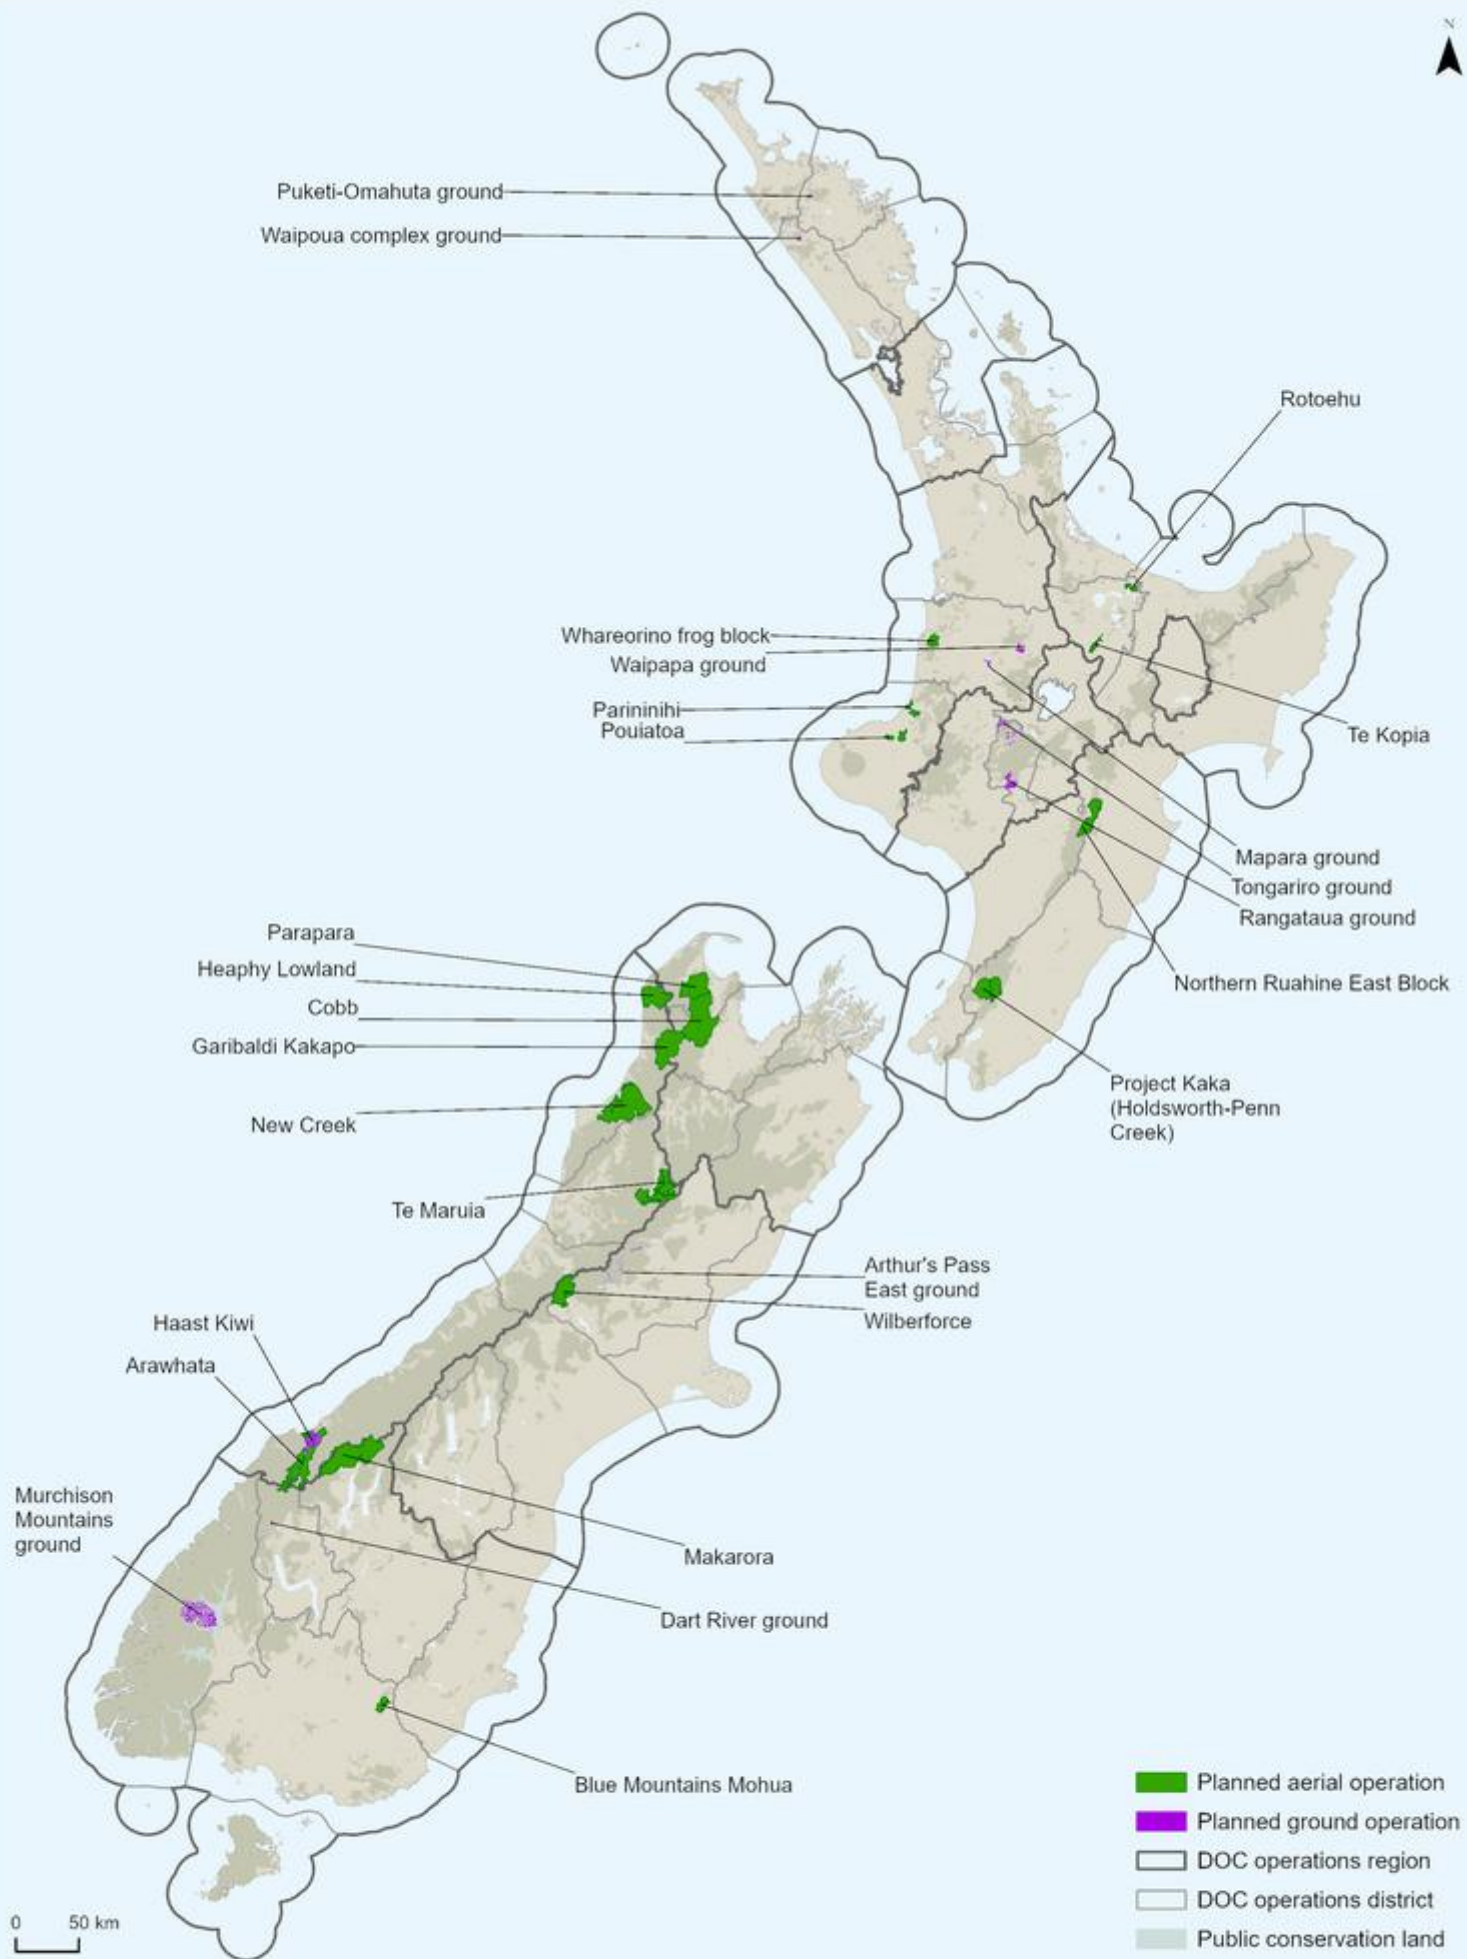 N
Puketi-Omahuta ground
Waipoua complex ground
Rotoehu
Whareorino frog block
Waipapa ground
Parininihi
Pouiatoa
Te Kopia
Mapara ground
Tongariro ground
Rangataua ground
Northern Ruahine East Block
Project Kaka
(Holdsworth-Penn
Creek)
Parapara
Heaphy Lowland
Cobb
Garibaldi Kakapo
New Creek
Te Maruia
Arthur's Pass
East ground
Wilberforce
Haast Kiwi
Arawhata
Murchison
Mountains
ground
Makarora
Dart River ground
Blue Mountains Mohua
Planned aerial operation
Planned ground operation
DOC operations region
DOC operations district
Public conservation land
0 50 km